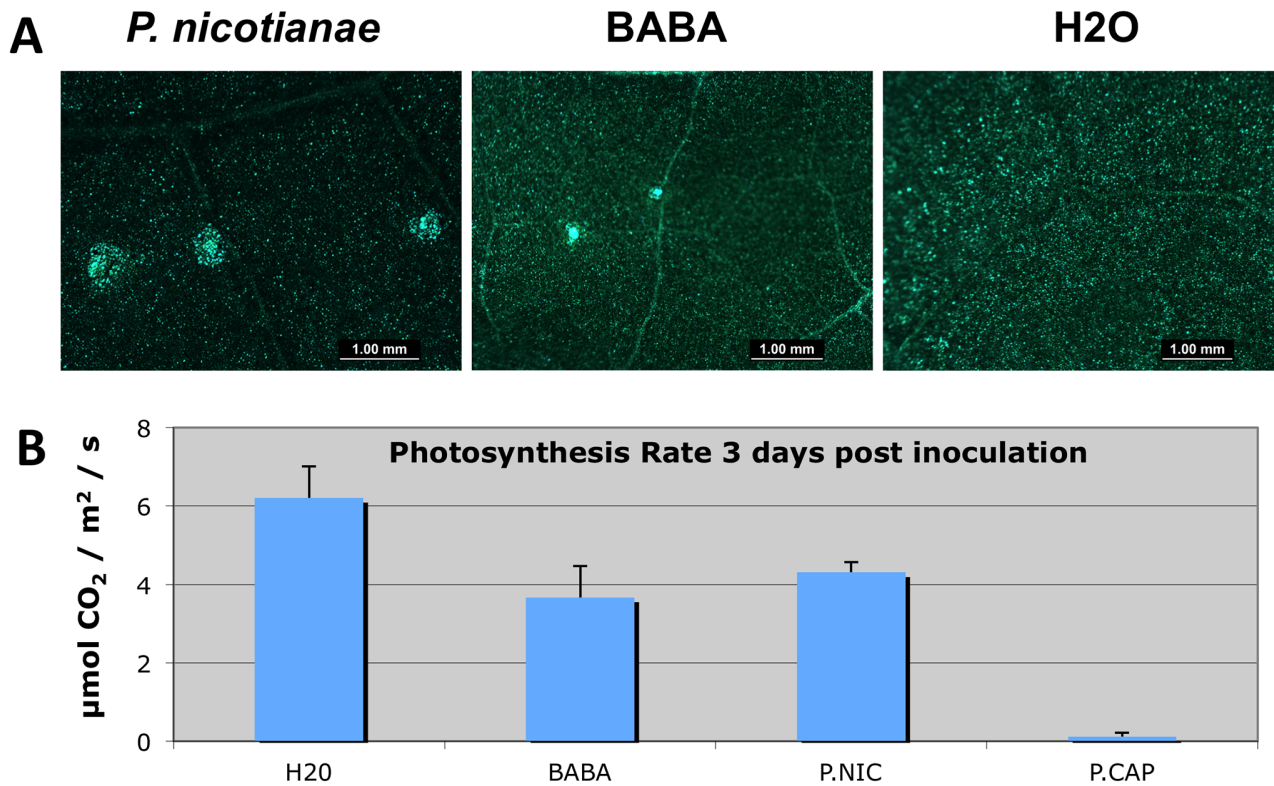 A
P. nicotianae
BABA
H2O
1.00 mm
1.00 mm
1.00 mm
B
Photosynthesis Rate 3 days post inoculation
µmol CO₂ / m² / s
8
6
4
2
0
H20
BABA
P.NIC
P.CAP